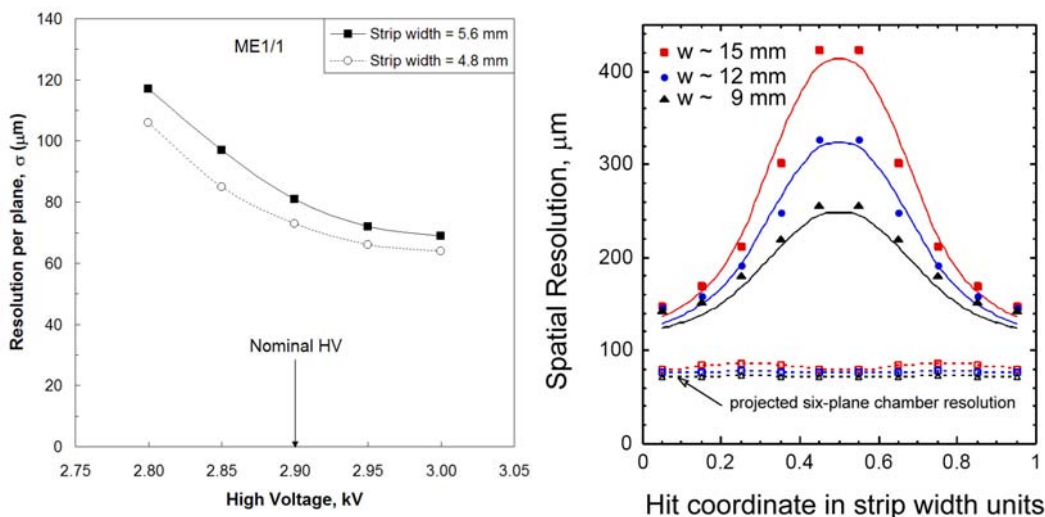 140
120
100
80
60
40
20
0
2.75
2.80
2.85
2.90
2.95
3.00
3.05
Resolution per plane, σ (μm)
High Voltage, kV
ME1/1
Strip width = 5.6 mm
Strip width = 4.8 mm
Nominal HV
400
300
200
100
0
0
0.2
0.4
0.6
0.8
1
Spatial Resolution, μm
Hit coordinate in strip width units
w ~ 15 mm
w ~ 12 mm
w ~ 9 mm
projected six-plane chamber resolution